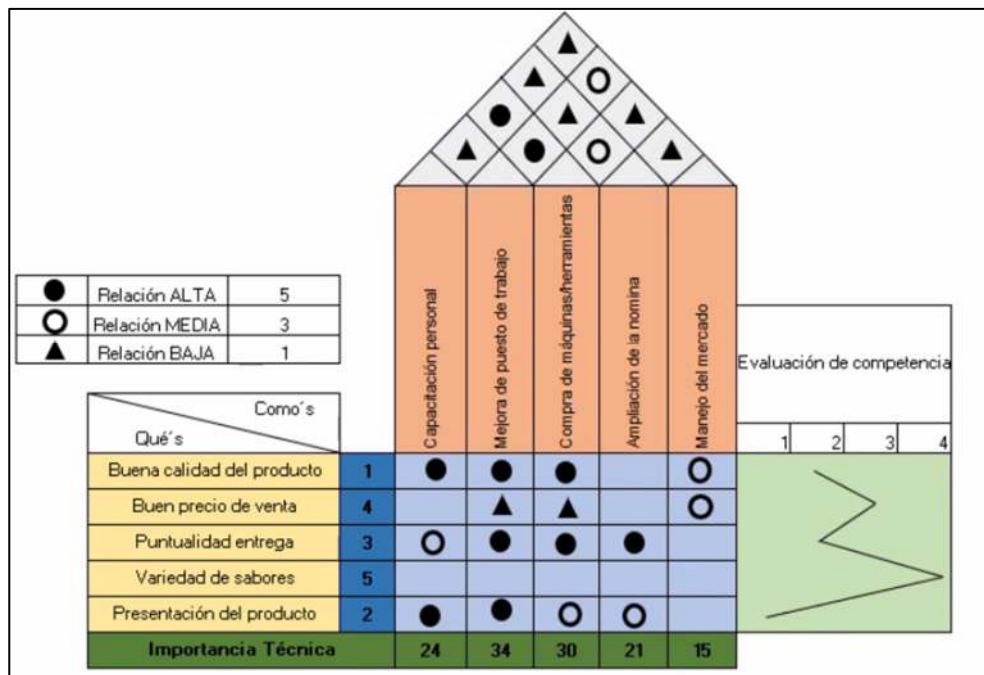 Relación ALTA 5
Relación MEDIA 3
Relación BAJA 1
Capacitación personal
Mejora de puesto de trabajo
Compra de máquinas/herramientas
Ampliación de la nomina
Manejo del mercado
Evaluación de competencia
1 2 3 4
Como´s
Qué´s
Buena calidad del producto 1
Buen precio de venta 4
Puntualidad entrega 3
Variedad de sabores 5
Presentación del producto 2
Importancia Técnica 24 34 30 21 15